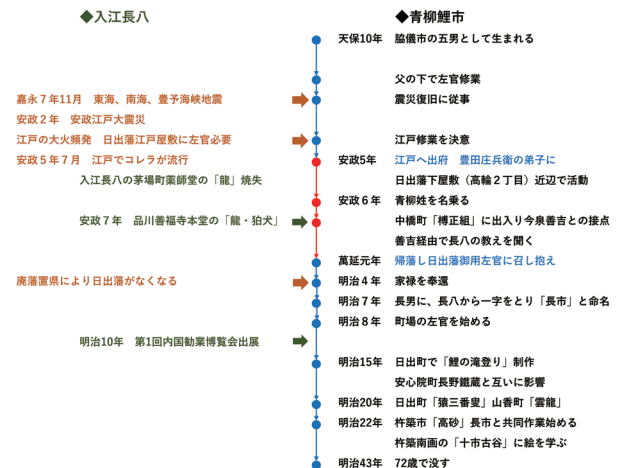 ◆入江長八
◆青柳鯉市
天保10年 脇儀市の五男として生まれる
父の下で左官修業
嘉永７年11月 東海、南海、豊予海峡地震
震災復旧に従事
安政２年 安政江戸大震災
江戸の大火頻発 日出藩江戸屋敷に左官必要
江戸修業を決意
安政５年７月 江戸でコレラが流行
安政5年 江戸へ出府 豊田庄兵衛の弟子に
入江長八の茅場町薬師堂の「龍」焼失
日出藩下屋敷（高輪２丁目）近辺で活動
安政６年 青柳姓を名乗る
安政７年 品川善福寺本堂の「龍・狛犬」
中橋町「榑正組」に出入り今泉善吉との接点
善吉経由で長八の教えを聞く
萬延元年 帰藩し日出藩御用左官に召し抱え
廃藩置県により日出藩がなくなる
明治４年 家禄を奉還
明治７年 長男に、長八から一字をとり「長市」と命名
明治８年 町場の左官を始める
明治10年 第1回内国勧業博覧会出展
明治15年 日出町で「鯉の滝登り」制作
安心院町長野鐵蔵と互いに影響
明治20年 日出町「猿三番叟」山香町「雲龍」
明治22年 杵築市「高砂」長市と共同作業始める
杵築南画の「十市古谷」に絵を学ぶ
明治43年 72歳で没す